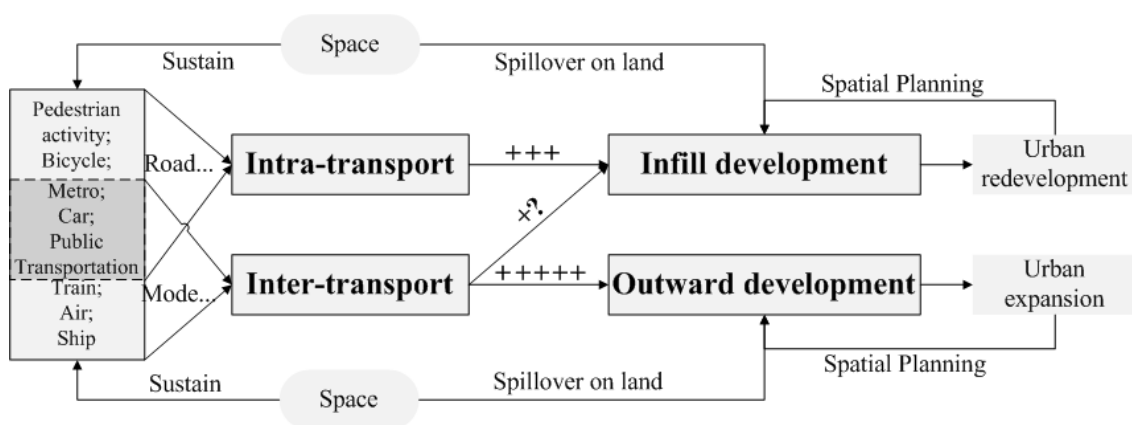 Space
Sustain
Spillover on land
Spatial Planning
Pedestrian
activity;
Bicycle;
Road...
Intra-transport
+++
Infill development
Urban
redevelopment
Metro;
Car;
Public
Transportation
+?
Train;
Air;
Ship
Mode...
Inter-transport
+++++
Outward development
Urban
expansion
Spatial Planning
Sustain
Space
Spillover on land